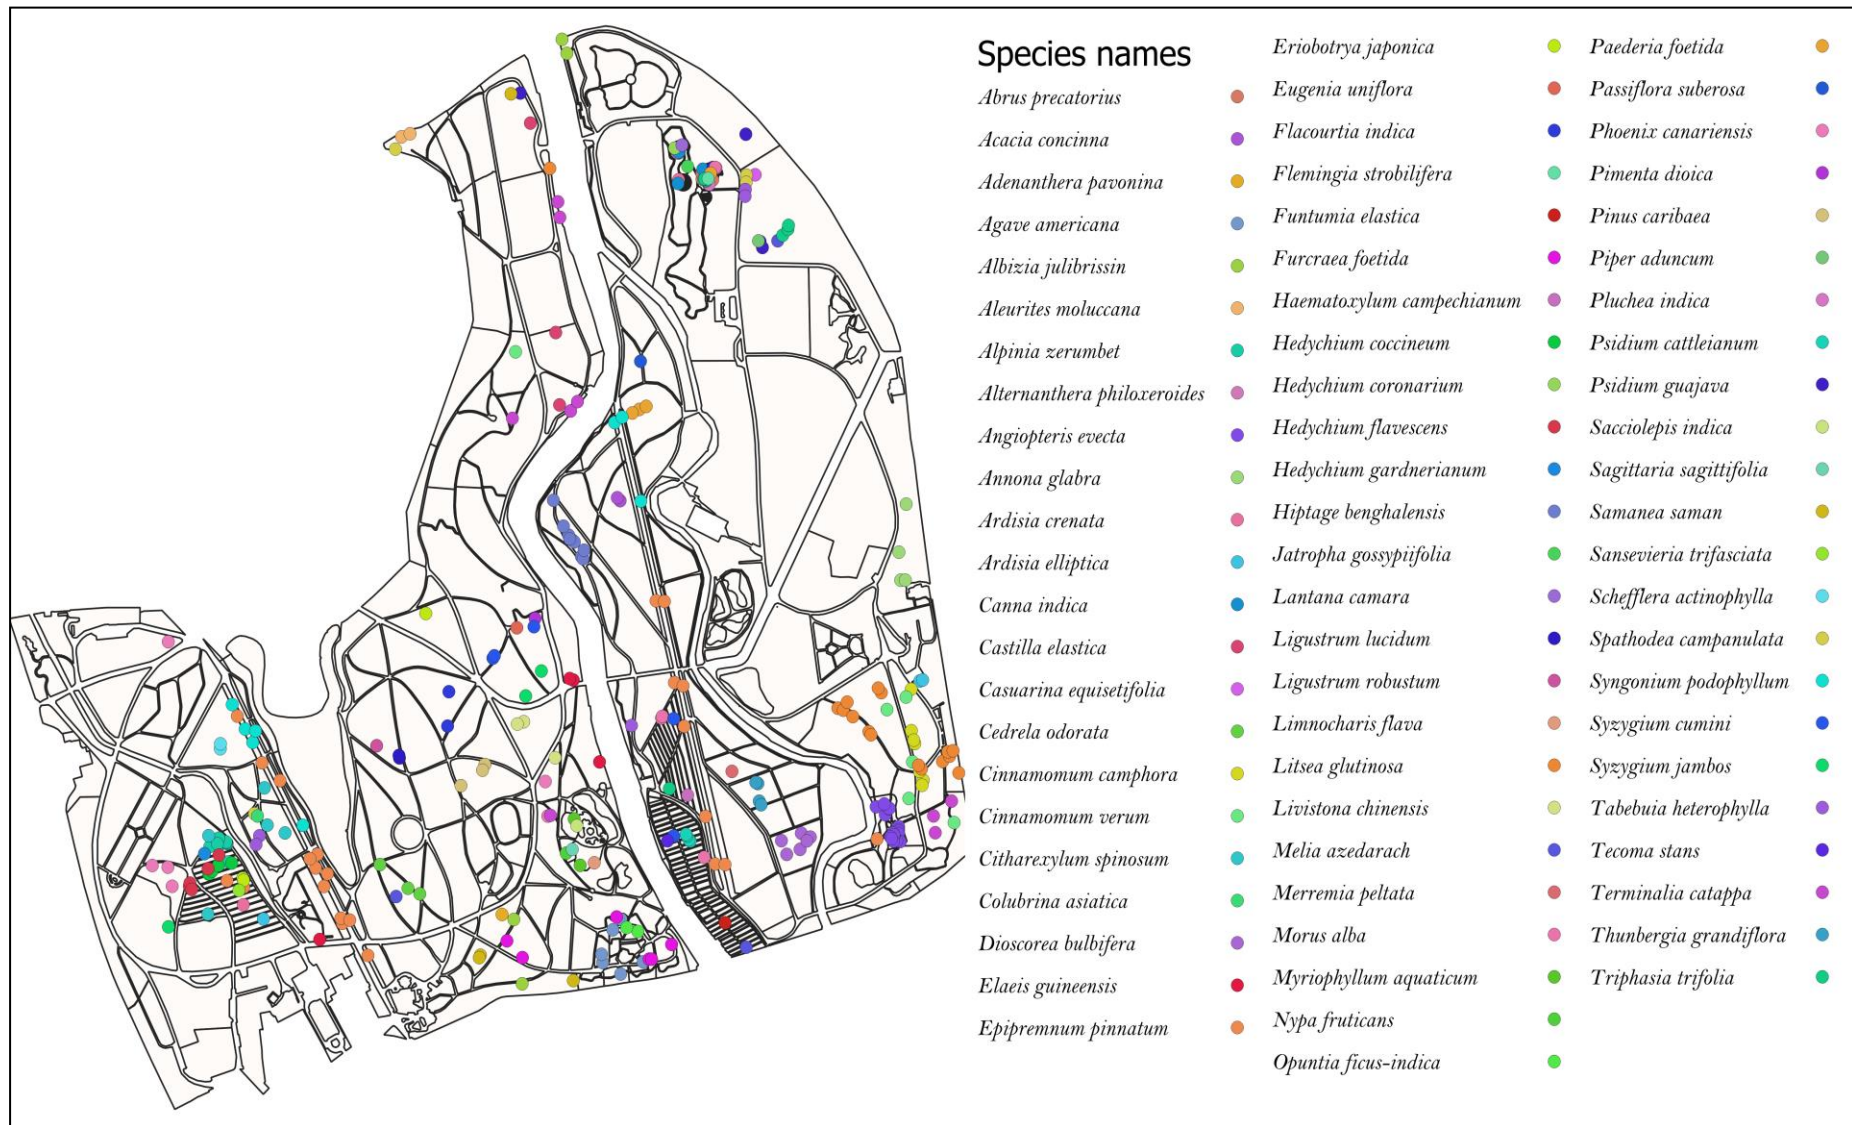 Species names
Abrus precatorius
Acacia concinna
Adenanthera pavonina
Agave americana
Albizia julibrissin
Aleurites moluccana
Alpinia zerumbet
Alternanthera philoxeroides
Angiopteris evecta
Annona glabra
Ardisia crenata
Ardisia elliptica
Canna indica
Castilla elastica
Casuarina equisetifolia
Cedrela odorata
Cinnamomum camphora
Cinnamomum verum
Citharexylum spinosum
Colubrina asiatica
Dioscorea bulbifera
Elaeis guineensis
Epipremnum pinnatum
Eriobotrya japonica
Eugenia uniflora
Flacourtia indica
Flemingia strobilifera
Funtumia elastica
Furcraea foetida
Haematoxylum campechianum
Hedychium coccineum
Hedychium coronarium
Hedychium flavescens
Hedychium gardnerianum
Hiptage benghalensis
Jatropha gossypiifolia
Lantana camara
Ligustrum lucidum
Ligustrum robustum
Limnocharis flava
Litsea glutinosa
Livistona chinensis
Melia azedarach
Merremia peltata
Morus alba
Myriophyllum aquaticum
Nypa fruticans
Opuntia ficus-indica
Paederia foetida
Passiflora suberosa
Phoenix canariensis
Pimenta dioica
Pinus caribaea
Piper aduncum
Pluchea indica
Psidium cattleianum
Psidium guajava
Sacciolepis indica
Sagittaria sagittifolia
Samanea saman
Sansevieria trifasciata
Schefflera actinophylla
Spathodea campanulata
Syngonium podophyllum
Syzygium cumini
Syzygium jambos
Tabebuia heterophylla
Tecoma stans
Terminalia catappa
Thunbergia grandiflora
Triphasia trifolia